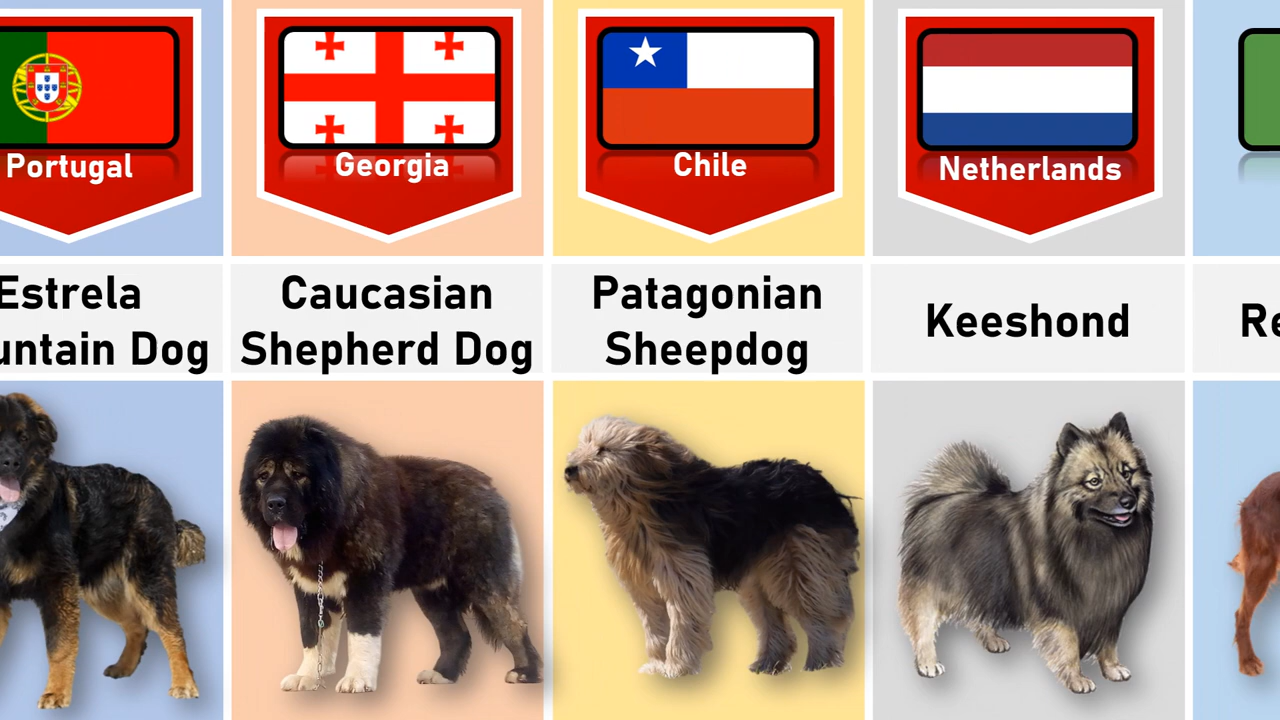 Portugal
Georgia
Chile
Netherlands
Estrela
untain Dog
Caucasian
Shepherd Dog
Patagonian
Sheepdog
Keeshond
Re